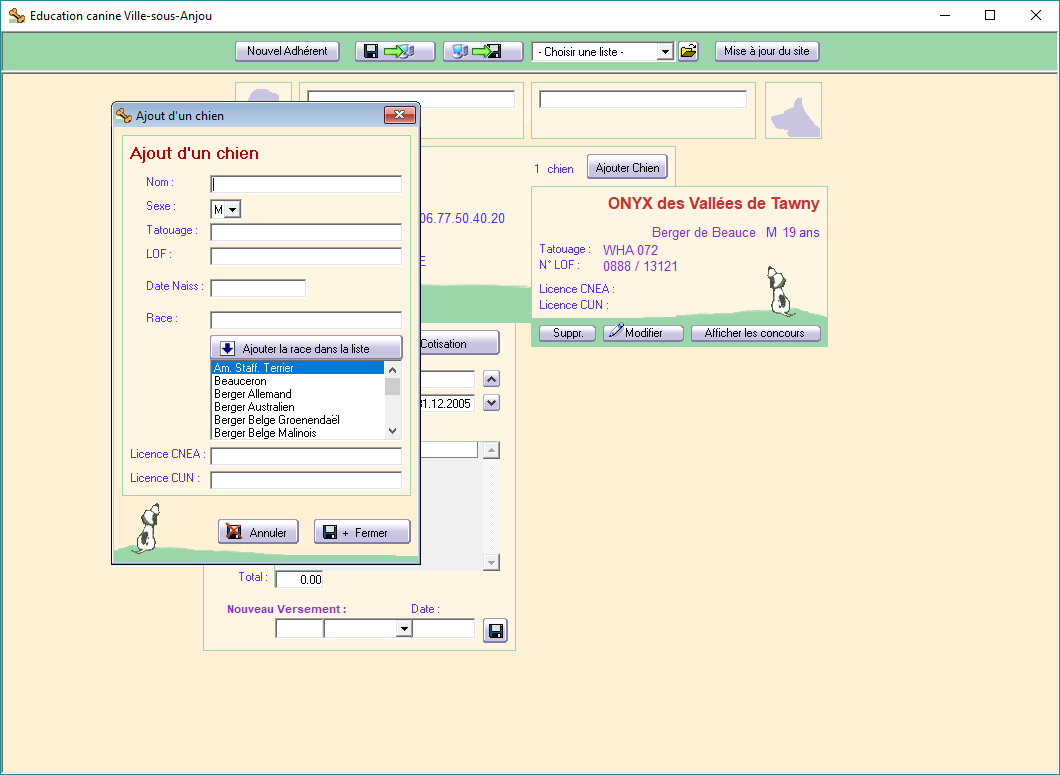 Education canine Ville-sous-Anjou
Nouvel Adhérent
- Choisir une liste -
Mise à jour du site
1 chien
Ajouter Chien
06.77.50.40.20
E
ONYX des Vallées de Tawny
Berger de Beauce M 19 ans
Tatouage : WHA 072
N° LOF : 0888 / 13121
Licence CNEA :
Licence CUN :
Suppr.
Modifier
Afficher les concours
Cotisation
31.12.2005
Total : 0.00
Nouveau Versement : Date :
Ajout d'un chien
Ajout d'un chien
Nom :
Sexe : M
Tatouage :
LOF :
Date Naiss :
Race :
Ajouter la race dans la liste
Am. Staff. Terrier
Beauceron
Berger Allemand
Berger Australien
Berger Belge Groenendaël
Berger Belge Malinois
Licence CNEA :
Licence CUN :
Annuler
+ Fermer